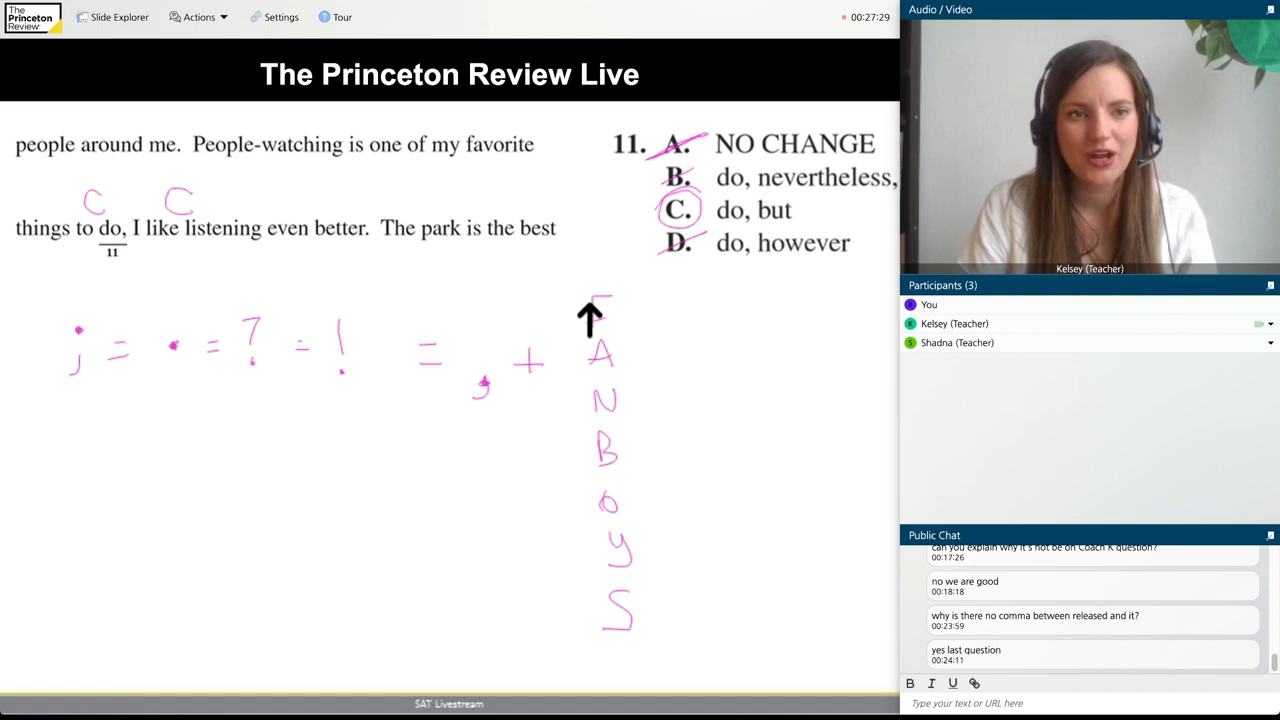 The
Princeton
Review
Slide Explorer
Actions
Settings
Tour
00:27:29
Audio / Video
The Princeton Review Live
people around me. People-watching is one of my favorite
C C
things to do, I like listening even better. The park is the best
11
11. A. NO CHANGE
B. do, nevertheless,
C. do, but
D. do, however
; = . = ? = ! = , +
F
A
N
B
O
Y
S
SAT Livestream
Kelsey (Teacher)
Participants (3)
You
Kelsey (Teacher)
Shadna (Teacher)
Public Chat
can you explain why it's not be on Coach K question?
00:17:26
no we are good
00:18:18
why is there no comma between released and it?
00:23:59
yes last question
00:24:11
B I U
Type your text or URL here